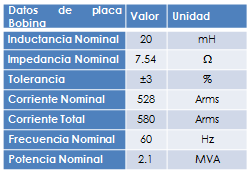 Datos de placa Bobina Valor Unidad
Inductancia Nominal 20 mH
Impedancia Nominal 7.54 Ω
Tolerancia ±3 %
Corriente Nominal 528 Arms
Corriente Total 580 Arms
Frecuencia Nominal 60 Hz
Potencia Nominal 2.1 MVA